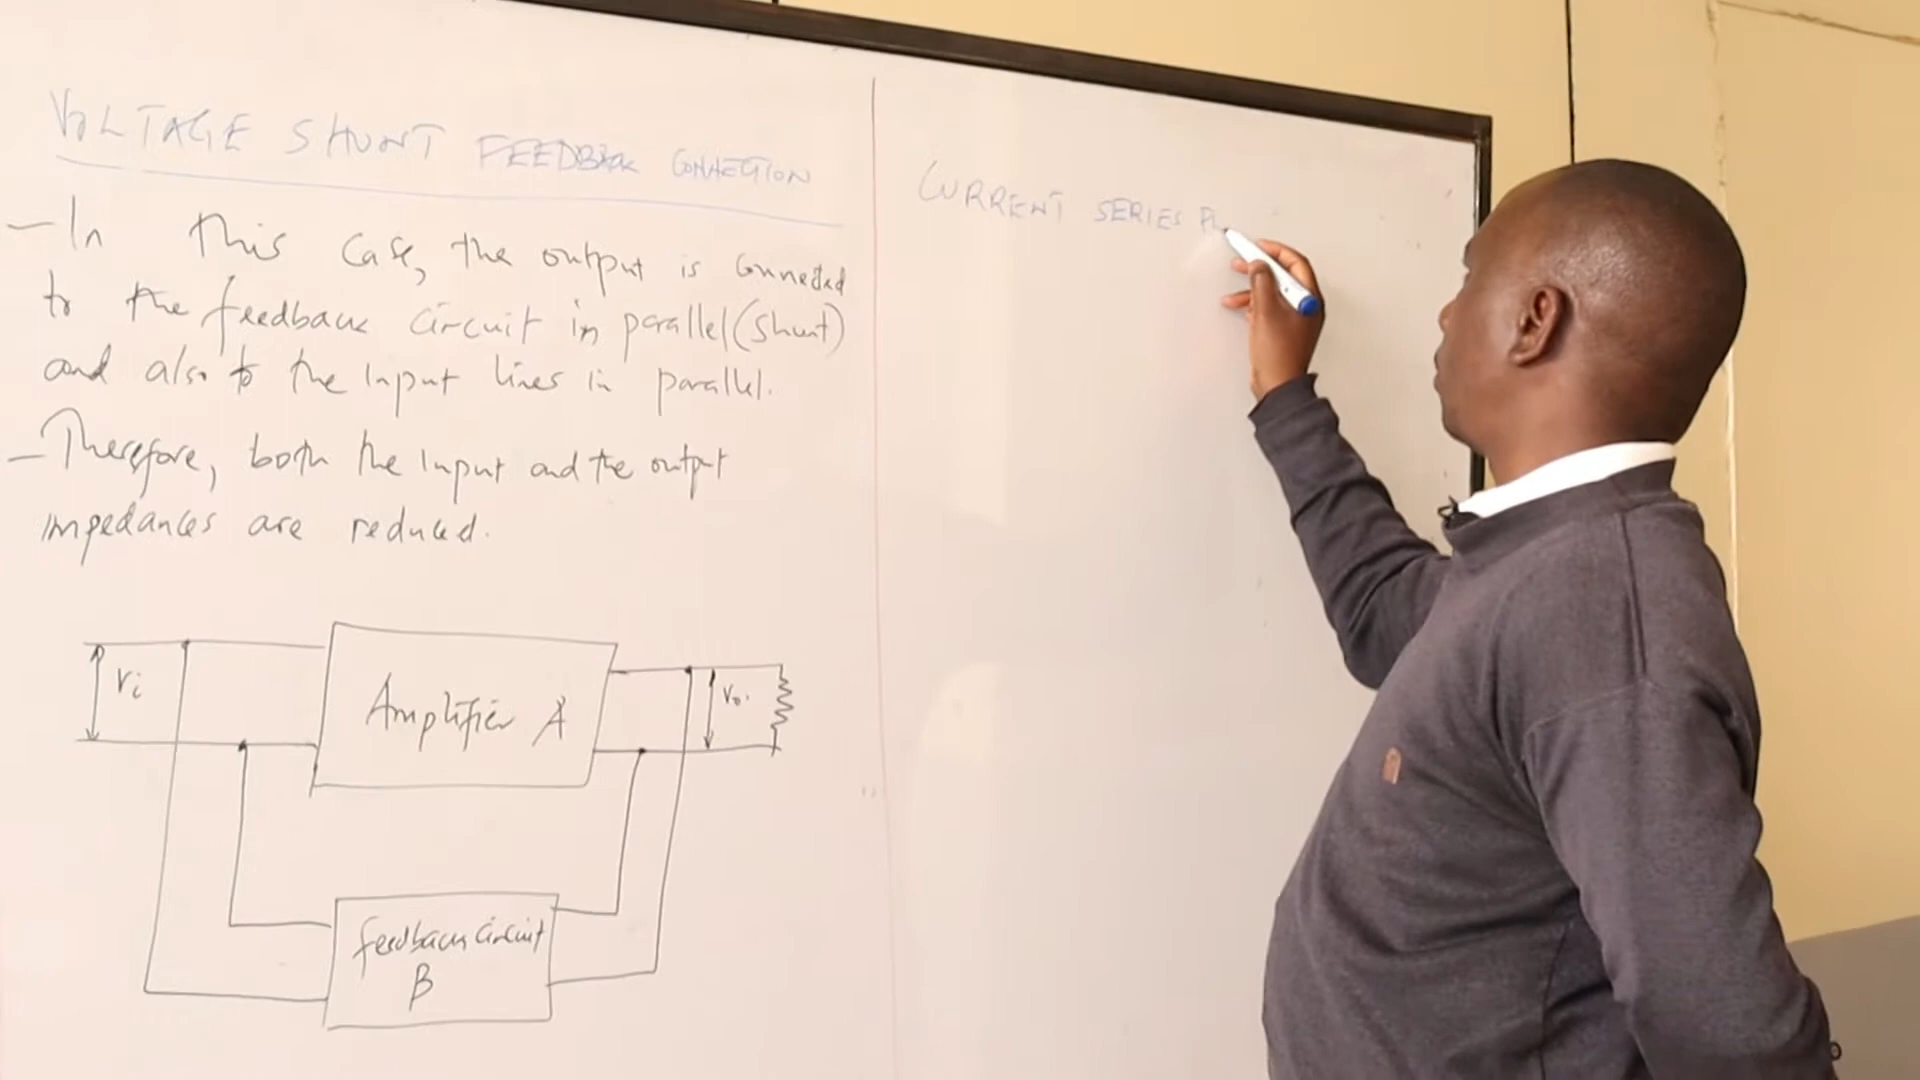 VOLTAGE SHUNT FEEDBACK CONNECTION
- In this case, the output is connected
to the feedback circuit in parallel (shunt)
and also to the input lines in parallel.
- Therefore, both the input and the output
impedances are reduced.
Vi
Amplifier A
Vo.
feedback circuit
β
CURRENT SERIES